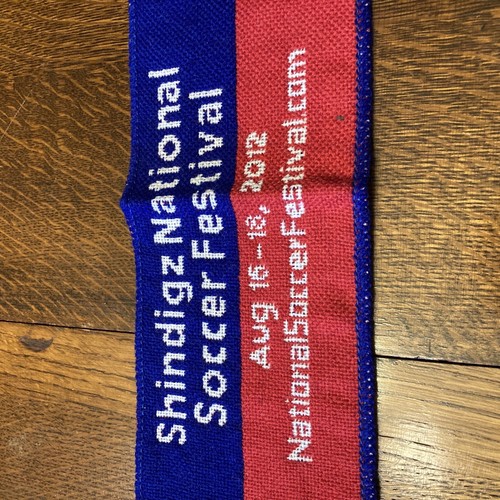 Shindigz National
Soccer Festival
Aug 16-18, 2012
NationalSoccerFestival.com